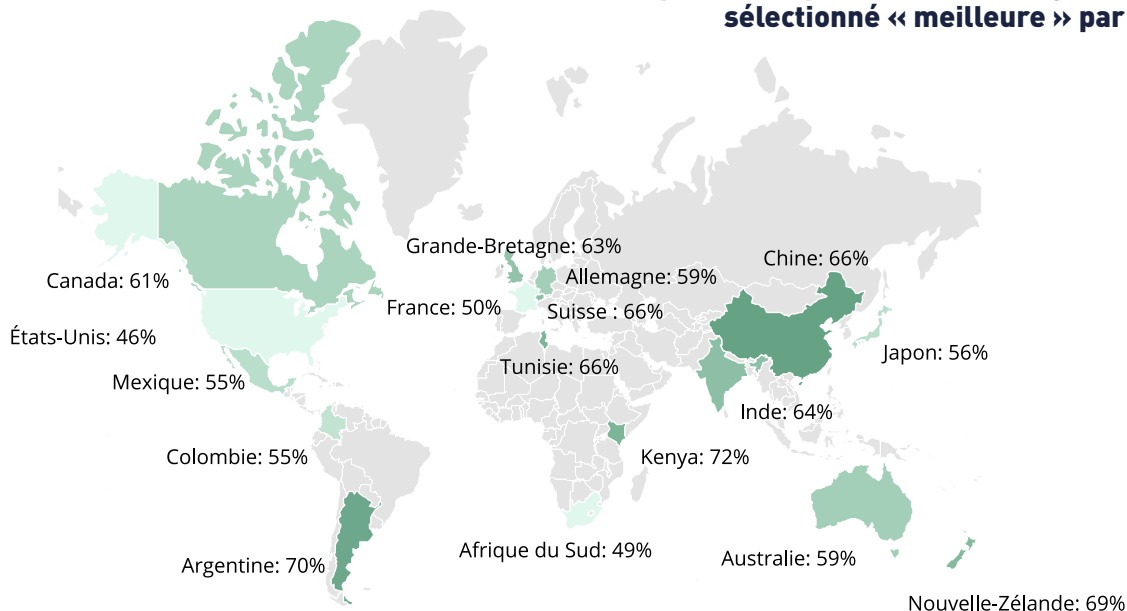 sélectionné « meilleure » par
Grande-Bretagne: 63%
Chine: 66%
Allemagne: 59%
Canada: 61%
France: 50%
Suisse : 66%
États-Unis: 46%
Japon: 56%
Tunisie: 66%
Mexique: 55%
Inde: 64%
Colombie: 55%
Kenya: 72%
Afrique du Sud: 49%
Australie: 59%
Argentine: 70%
Nouvelle-Zélande: 69%